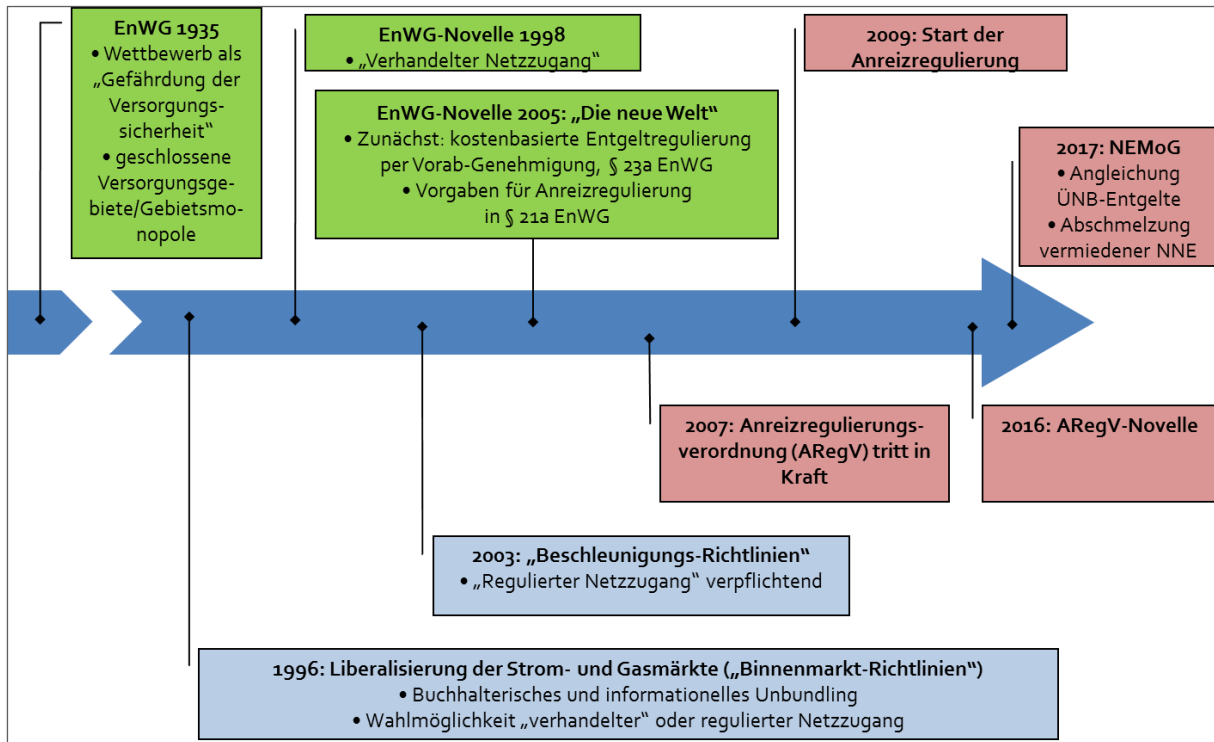 EnWG 1935
• Wettbewerb als
„Gefährdung der
Versorgungs-
sicherheit“
• geschlossene
Versorgungsge-
biete/Gebietsmo-
nopole
EnWG-Novelle 1998
• „Verhandelter Netzzugang“
EnWG-Novelle 2005: „Die neue Welt“
• Zunächst: kostenbasierte Entgeltregulierung
per Vorab-Genehmigung, § 23a EnWG
• Vorgaben für Anreizregulierung
in § 21a EnWG
2009: Start der
Anreizregulierung
2017: NEMoG
• Angleichung
ÜNB-Entgelte
• Abschmelzung
vermiedener NNE
2007: Anreizregulierungs-
verordnung (ARegV) tritt in
Kraft
2016: ARegV-Novelle
2003: „Beschleunigungs-Richtlinien“
• „Regulierter Netzzugang“ verpflichtend
1996: Liberalisierung der Strom- und Gasmärkte („Binnenmarkt-Richtlinien“)
• Buchhalterisches und informationelles Unbundling
• Wahlmöglichkeit „verhandelter“ oder regulierter Netzzugang